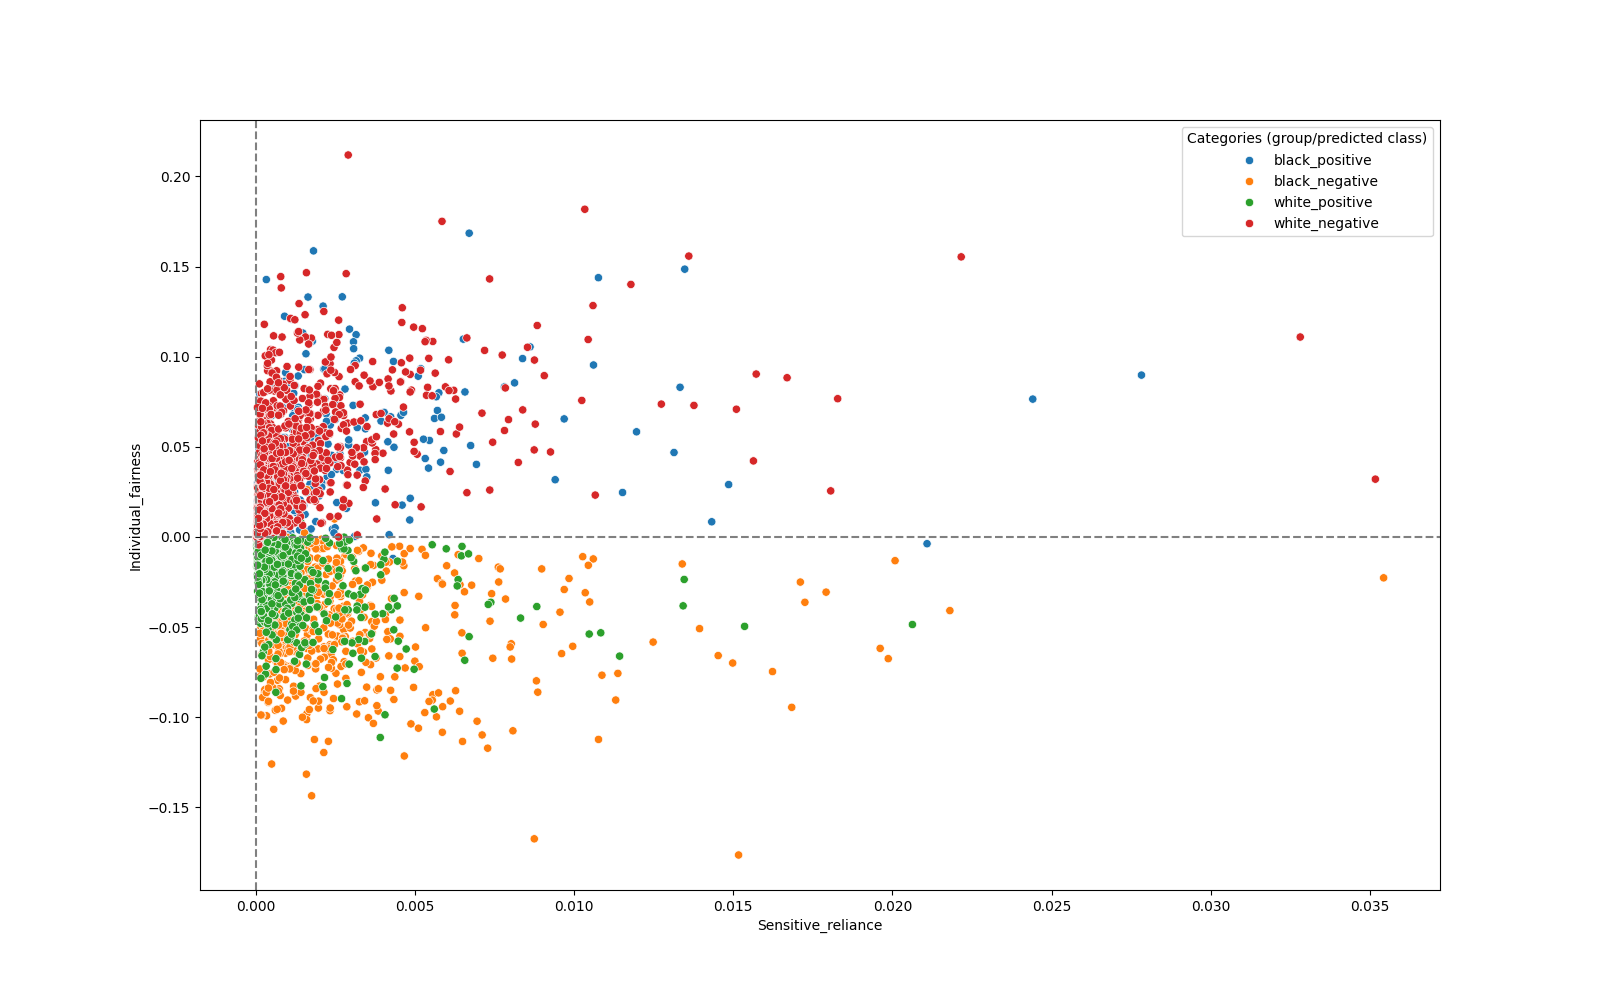 Categories (group/predicted class)
black_positive
black_negative
white_positive
white_negative
0.20
0.15
0.10
0.05
0.00
−0.05
−0.10
−0.15
Individual_fairness
0.000 0.005 0.010 0.015 0.020 0.025 0.030 0.035
Sensitive_reliance